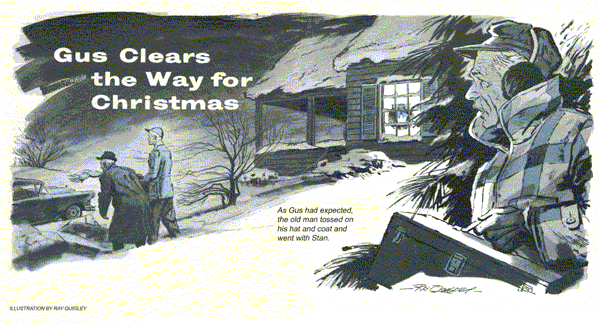 Gus Clears
the Way for
Christmas
As Gus had expected,
the old man tossed on
his hat and coat and
went with Stan.
ILLUSTRATION BY RAY QUIGLEY